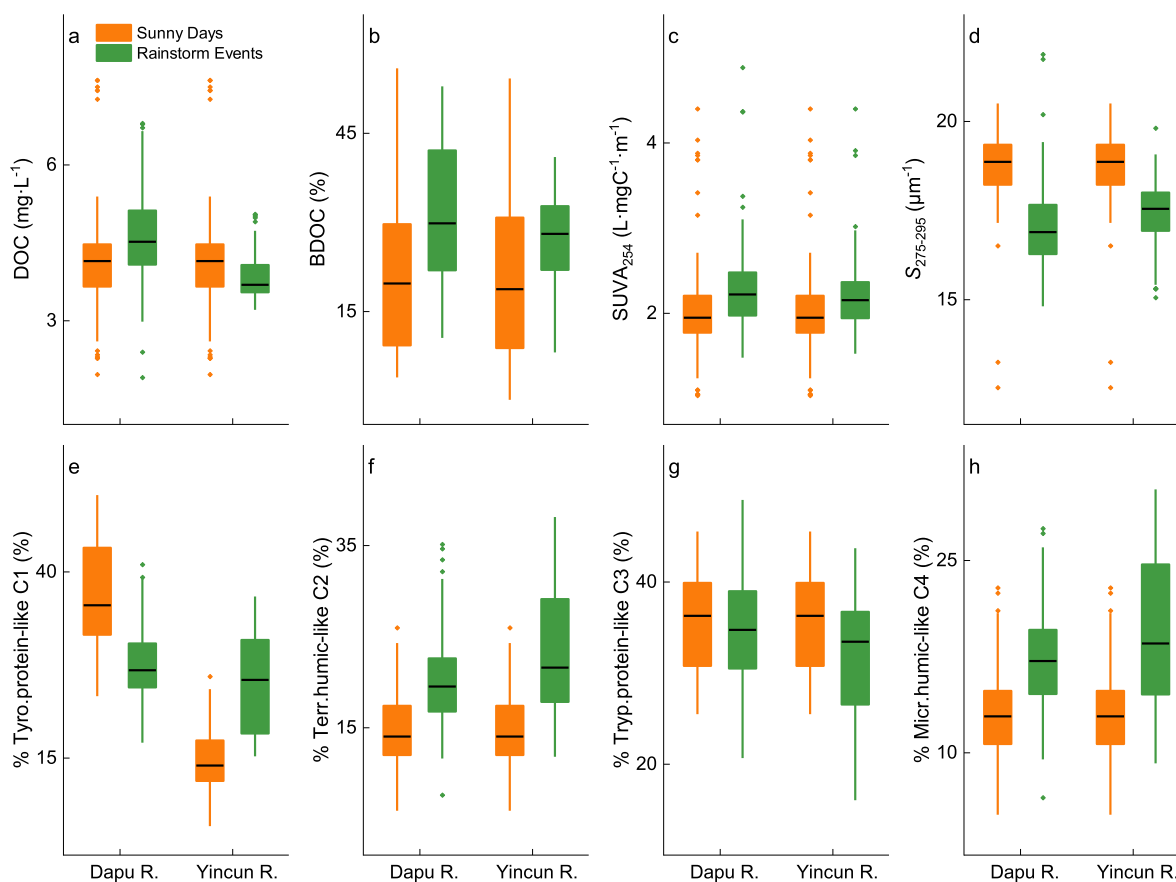 a
Sunny Days
Rainstorm Events
DOC (mg·L⁻¹)
6
3
b
BDOC (%)
45
15
c
SUVA₂₅₄ (L·mgC⁻¹·m⁻¹)
4
2
d
S₂₇₅₋₂₉₅ (μm⁻¹)
20
15
e
% Tyro.protein-like C1 (%)
40
15
Dapu R.
Yincun R.
f
% Terr.humic-like C2 (%)
35
15
Dapu R.
Yincun R.
g
% Tryp.protein-like C3 (%)
40
20
Dapu R.
Yincun R.
h
% Micr.humic-like C4 (%)
25
10
Dapu R.
Yincun R.